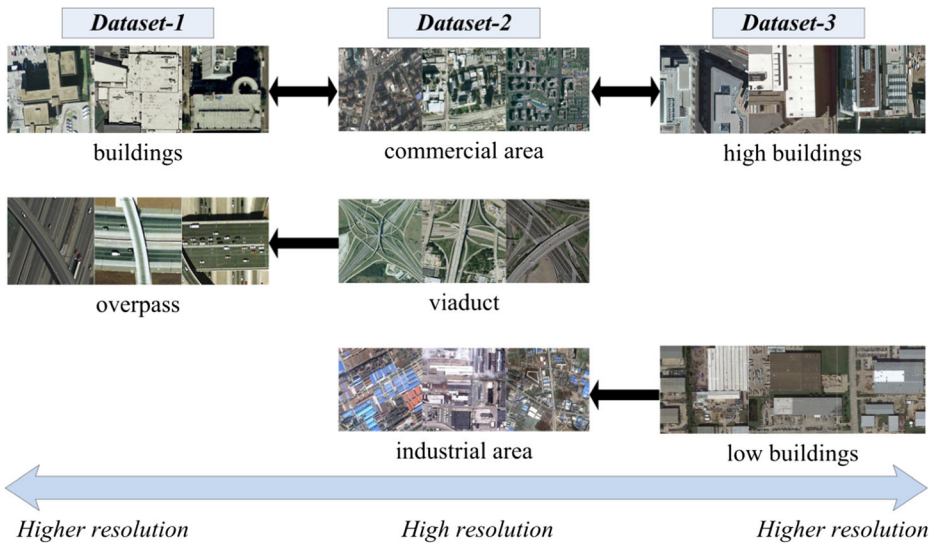 Dataset-1 Dataset-2 Dataset-3
buildings commercial area high buildings
overpass viaduct
industrial area low buildings
Higher resolution High resolution Higher resolution